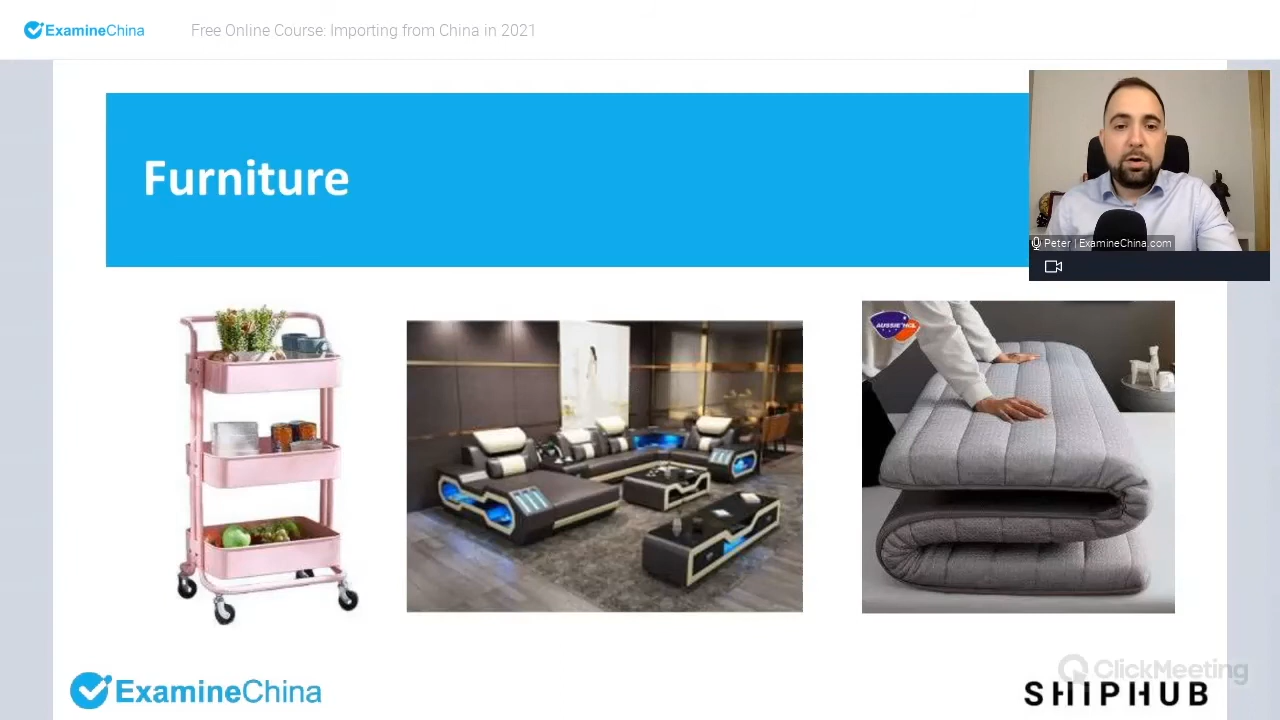 ExamineChina
Free Online Course: Importing from China in 2021
Furniture
Peter | ExamineChina.com
ExamineChina
ClickMeeting
SHIPHUB